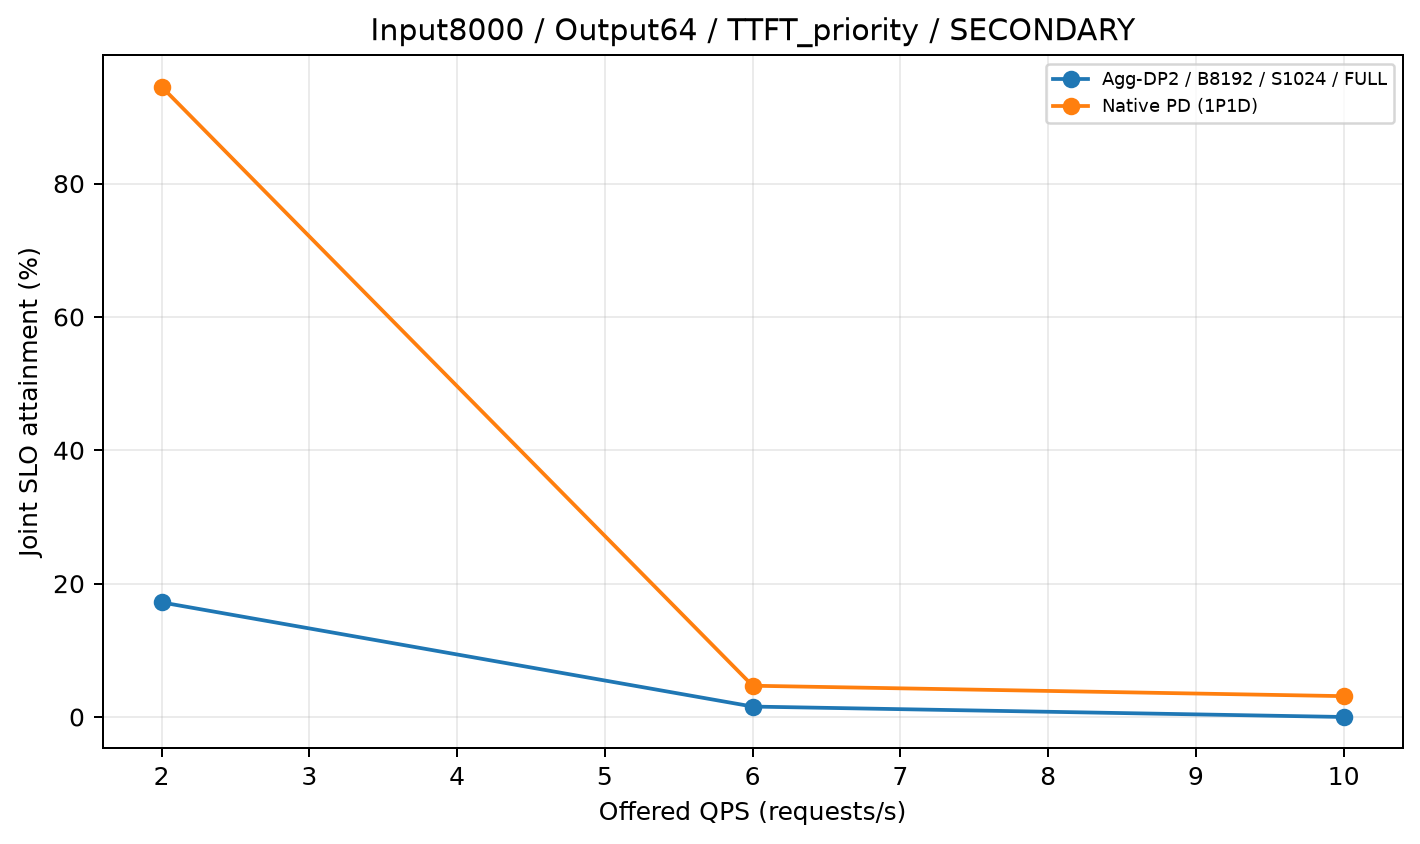 Input8000 / Output64 / TTFT_priority / SECONDARY
Agg-DP2 / B8192 / S1024 / FULL
Native PD (1P1D)
Joint SLO attainment (%)
80
60
40
20
0
2 3 4 5 6 7 8 9 10
Offered QPS (requests/s)